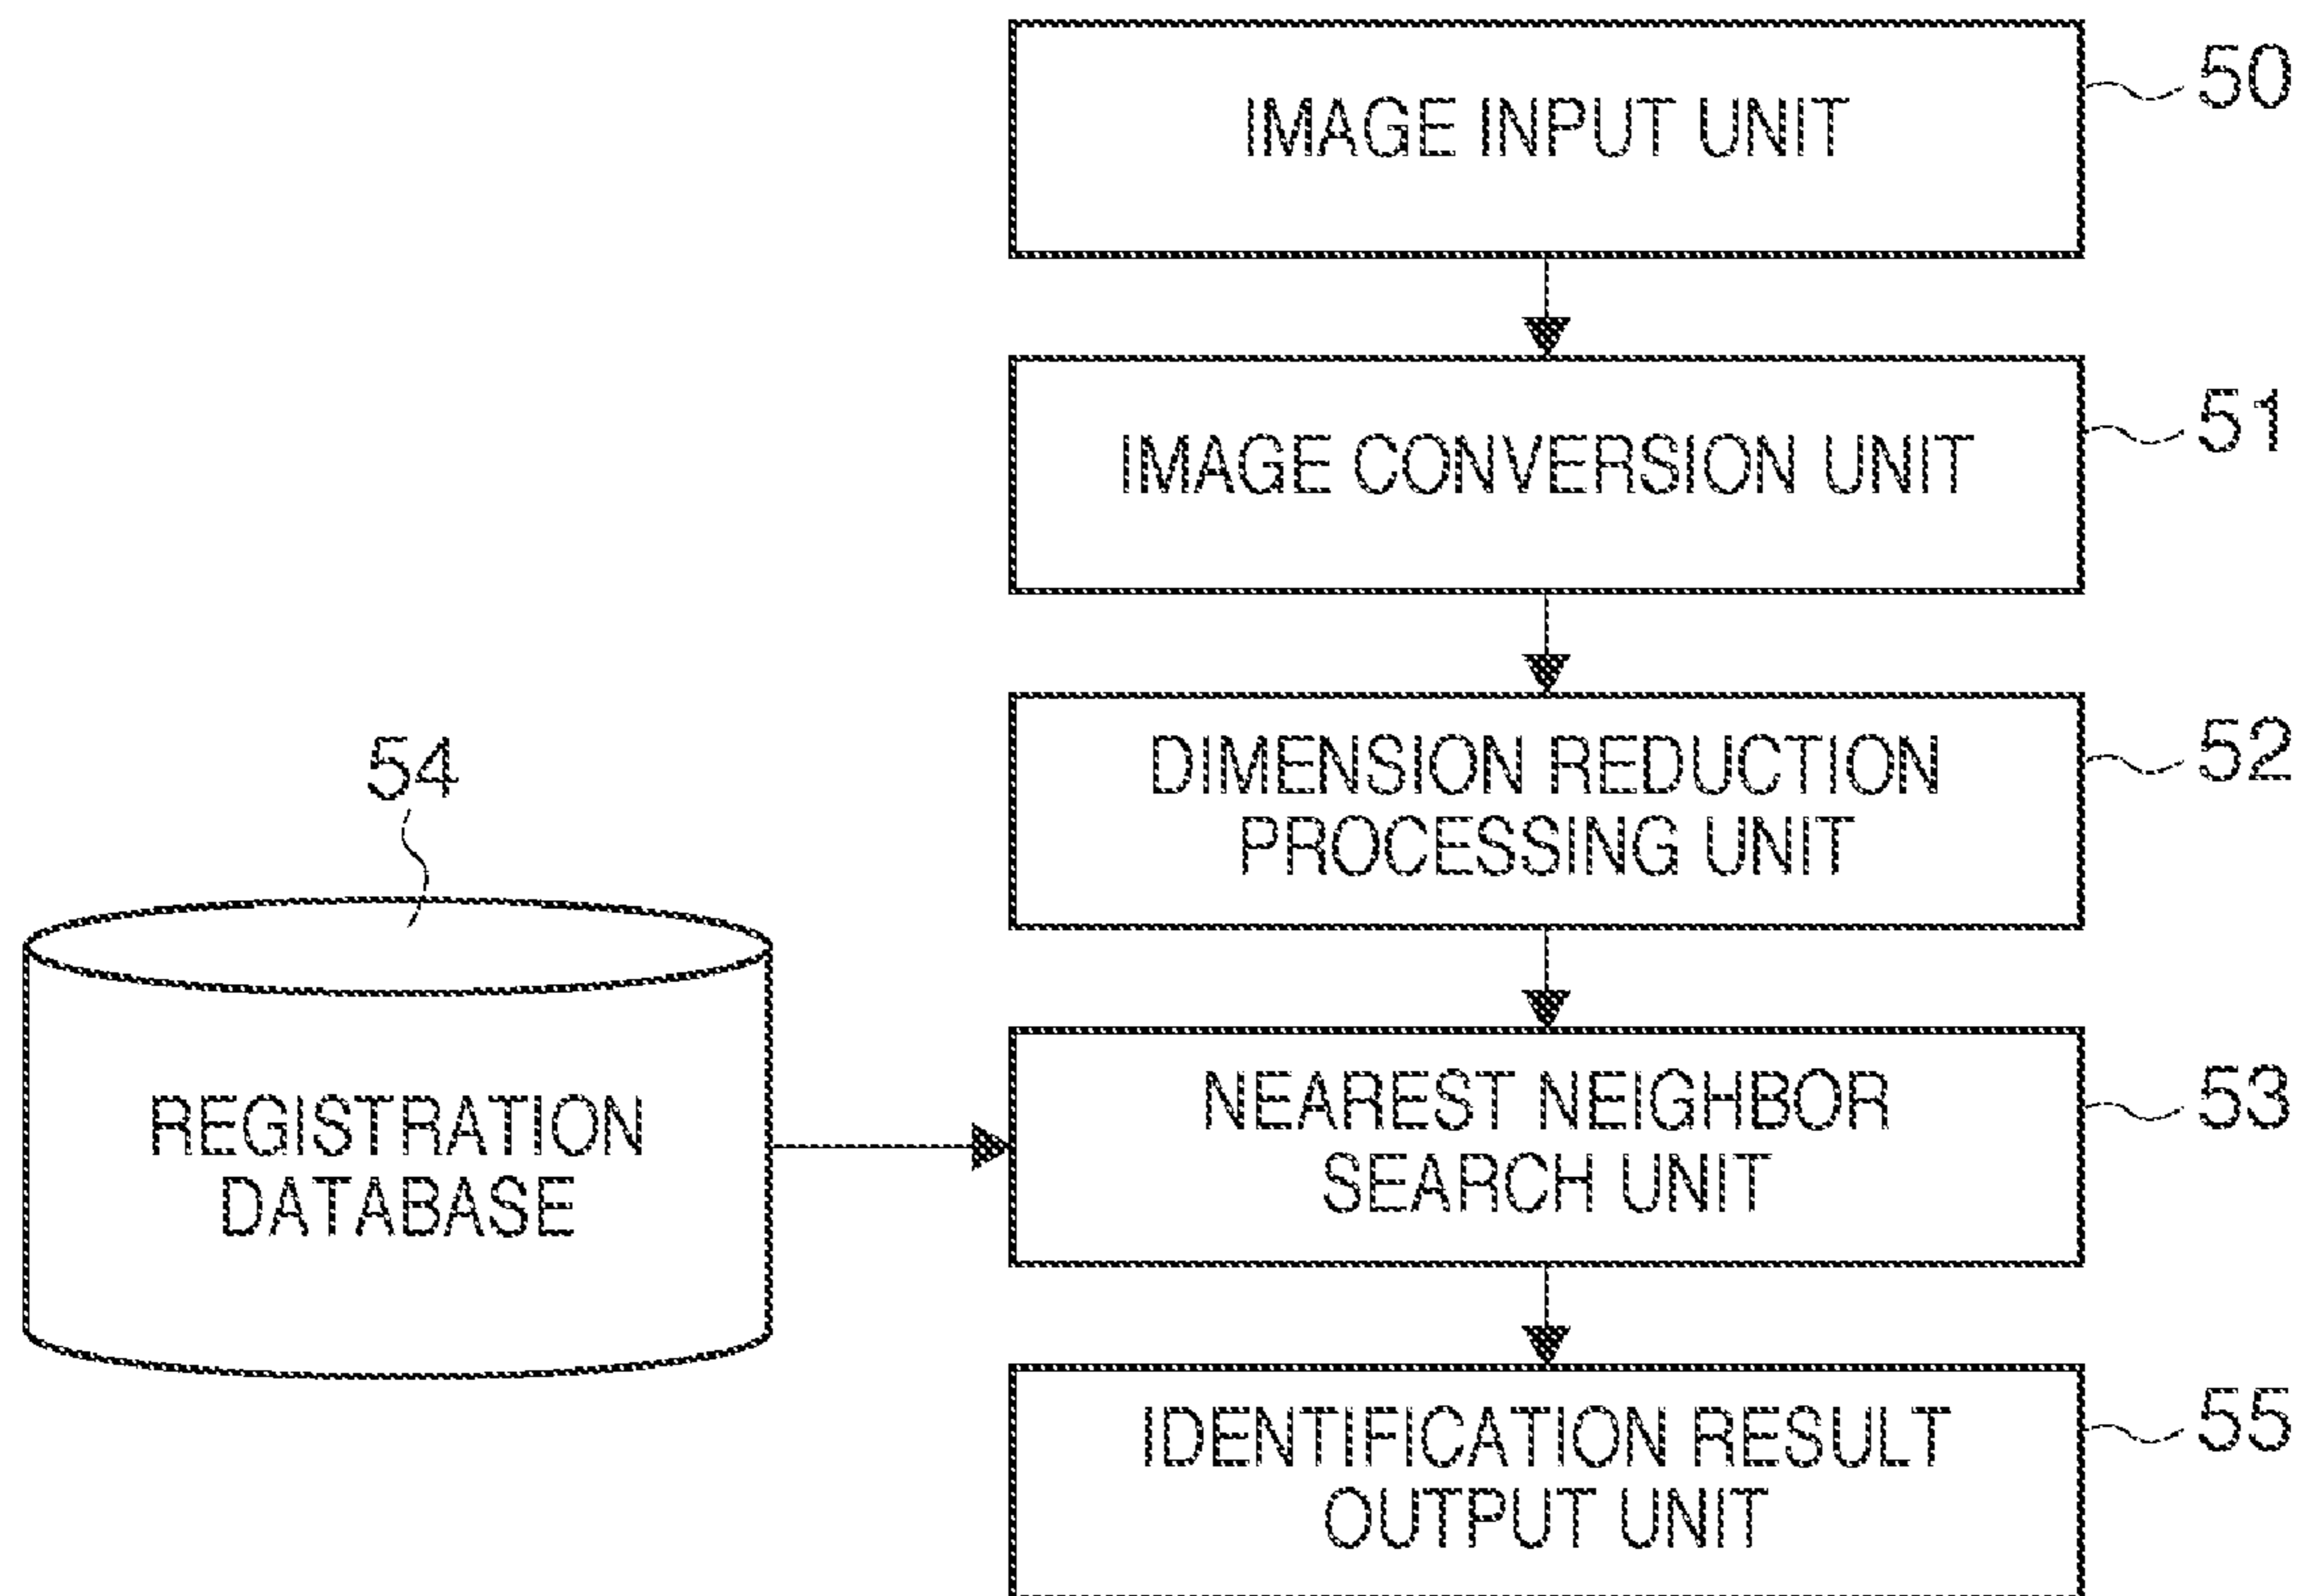 IMAGE INPUT UNIT
50
IMAGE CONVERSION UNIT
51
DIMENSION REDUCTION
PROCESSING UNIT
52
54
REGISTRATION
DATABASE
NEAREST NEIGHBOR
SEARCH UNIT
53
IDENTIFICATION RESULT
OUTPUT UNIT
55